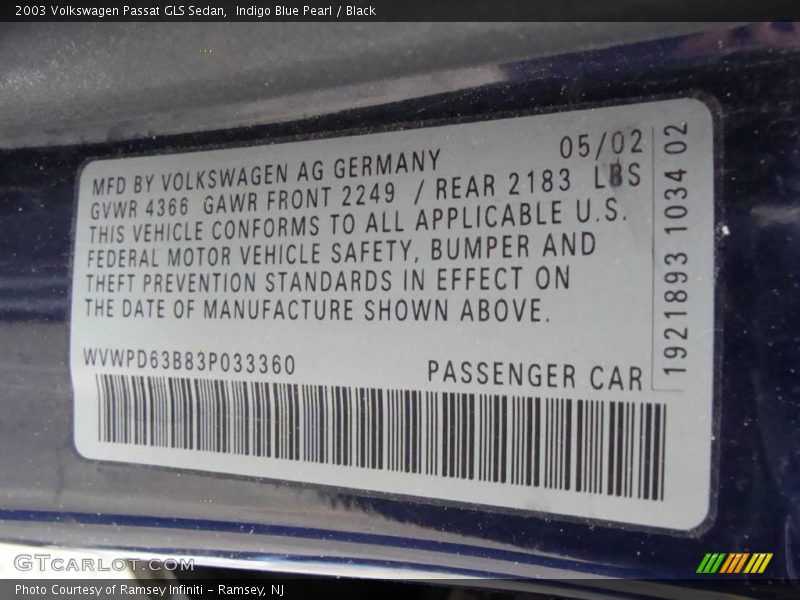 2003 Volkswagen Passat GLS Sedan,  Indigo Blue Pearl / Black
05/02
MFD BY VOLKSWAGEN AG GERMANY
GVWR 4366 GAWR FRONT 2249 / REAR 2183 LBS
THIS VEHICLE CONFORMS TO ALL APPLICABLE U.S.
FEDERAL MOTOR VEHICLE SAFETY, BUMPER AND
THEFT PREVENTION STANDARDS IN EFFECT ON
THE DATE OF MANUFACTURE SHOWN ABOVE.
WVWPD63B83P033360
PASSENGER CAR
1921893 1034 02
GTCARLOT.COM
Photo Courtesy of Ramsey Infiniti - Ramsey, NJ